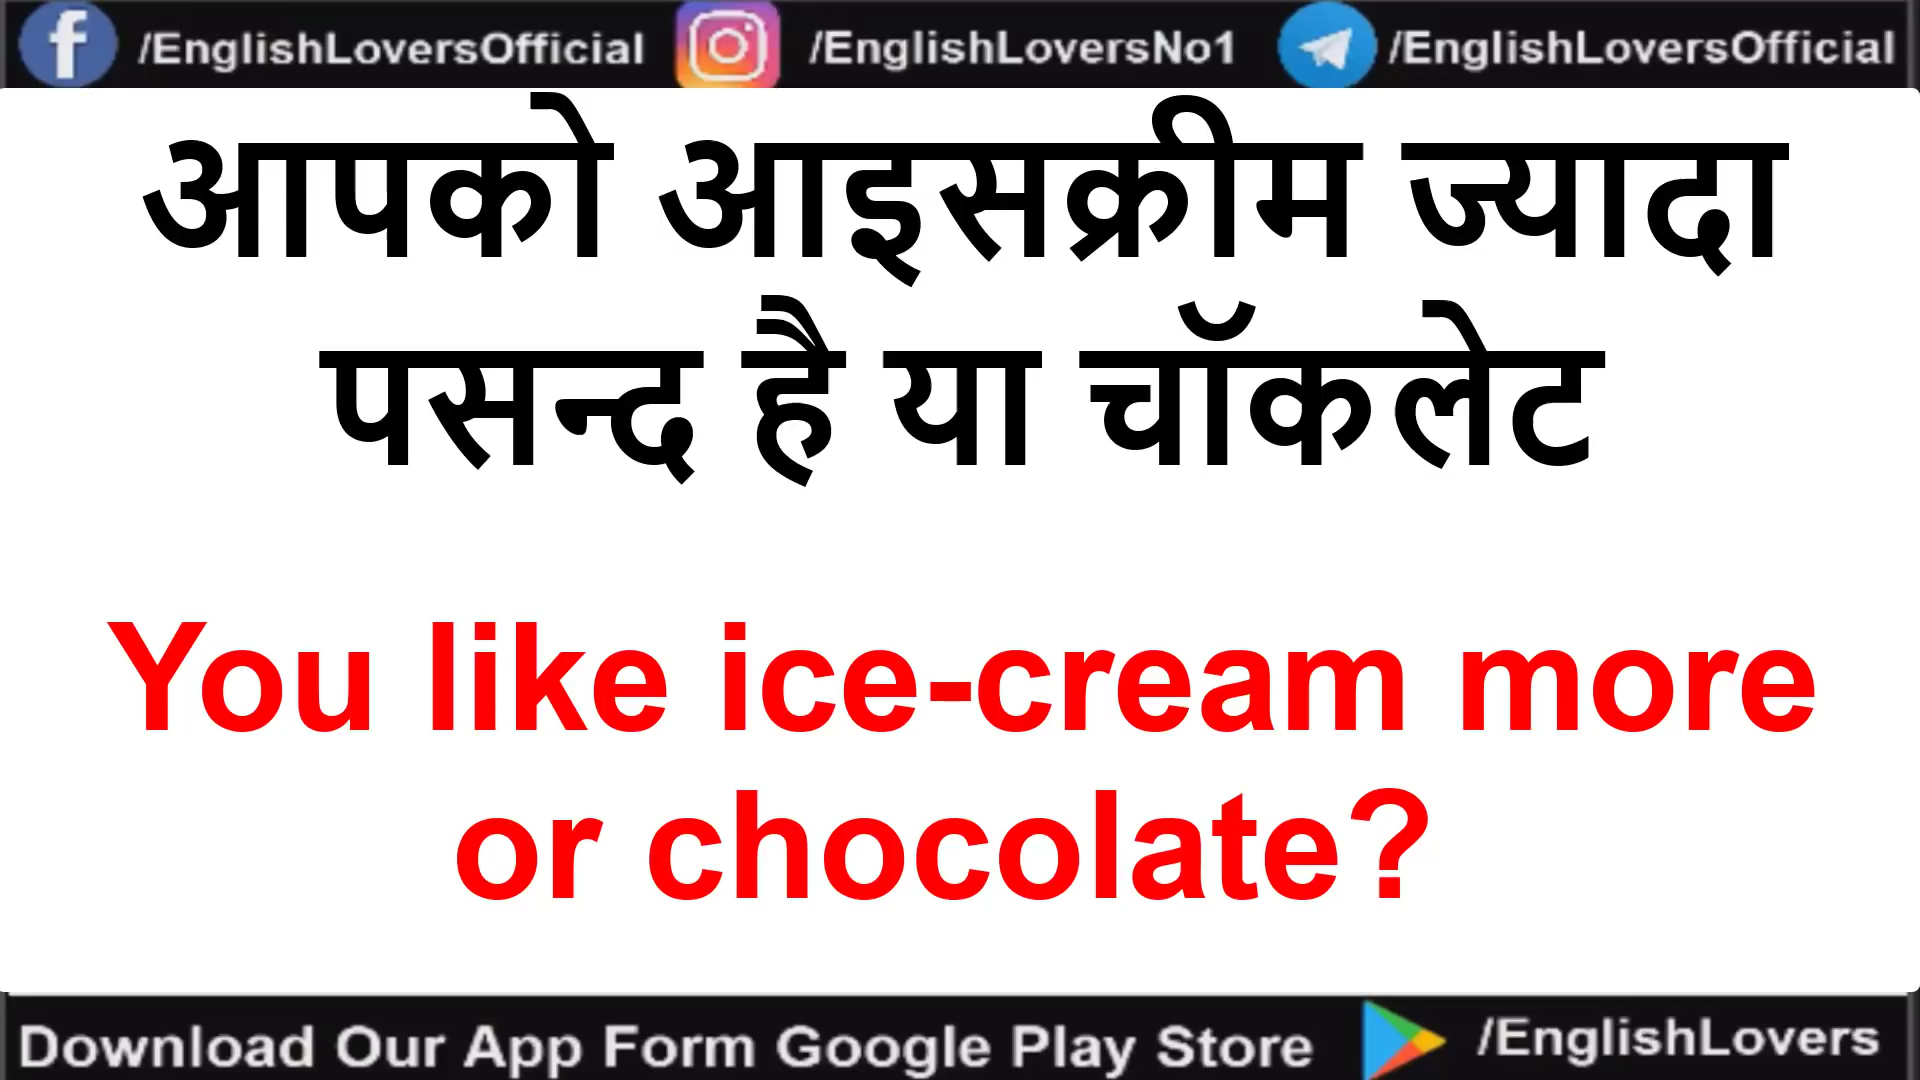 /EnglishLoversOfficial /EnglishLoversNo1 /EnglishLoversOfficial
आपको आइसक्रीम ज्यादा
पसन्द है या चॉकलेट
You like ice-cream more
or chocolate?
Download Our App Form Google Play Store /EnglishLovers